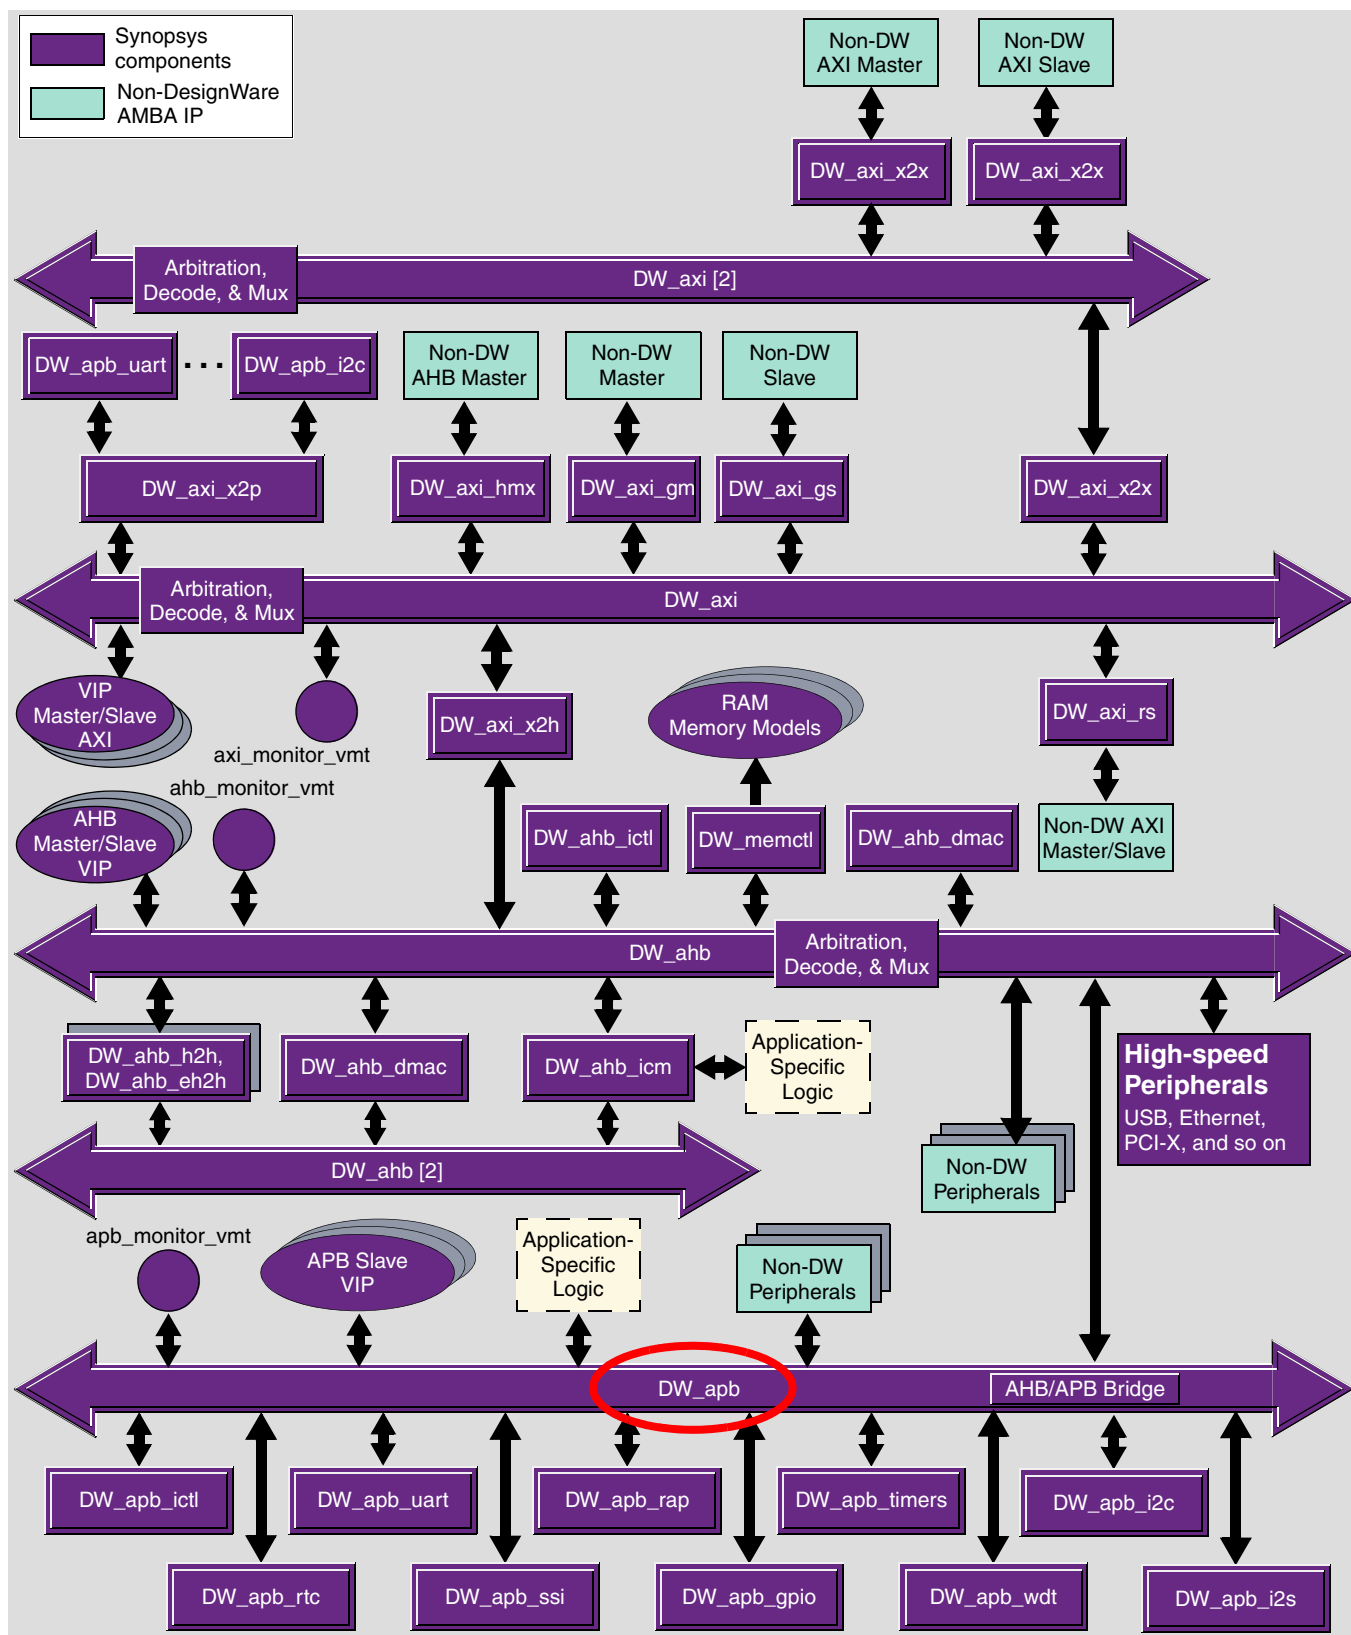 Synopsys
components
Non-DesignWare
AMBA IP
Non-DW
AXI Master
Non-DW
AXI Slave
DW_axi_x2x
DW_axi_x2x
Arbitration,
Decode, & Mux
DW_axi [2]
DW_apb_uart
...
DW_apb_i2c
Non-DW
AHB Master
Non-DW
Master
Non-DW
Slave
DW_axi_x2p
DW_axi_hmx
DW_axi_gm
DW_axi_gs
DW_axi_x2x
Arbitration,
Decode, & Mux
DW_axi
VIP
Master/Slave
AXI
axi_monitor_vmt
DW_axi_x2h
RAM
Memory Models
DW_axi_rs
ahb_monitor_vmt
AHB
Master/Slave
VIP
DW_ahb_ictl
DW_memctl
DW_ahb_dmac
Non-DW AXI
Master/Slave
DW_ahb
Arbitration,
Decode, & Mux
DW_ahb_h2h,
DW_ahb_eh2h
DW_ahb_dmac
DW_ahb_icm
Application-
Specific
Logic
High-speed
Peripherals
USB, Ethernet,
PCI-X, and so on
DW_ahb [2]
Non-DW
Peripherals
apb_monitor_vmt
APB Slave
VIP
Application-
Specific
Logic
Non-DW
Peripherals
DW_apb
AHB/APB Bridge
DW_apb_ictl
DW_apb_uart
DW_apb_rap
DW_apb_timers
DW_apb_i2c
DW_apb_rtc
DW_apb_ssi
DW_apb_gpio
DW_apb_wdt
DW_apb_i2s